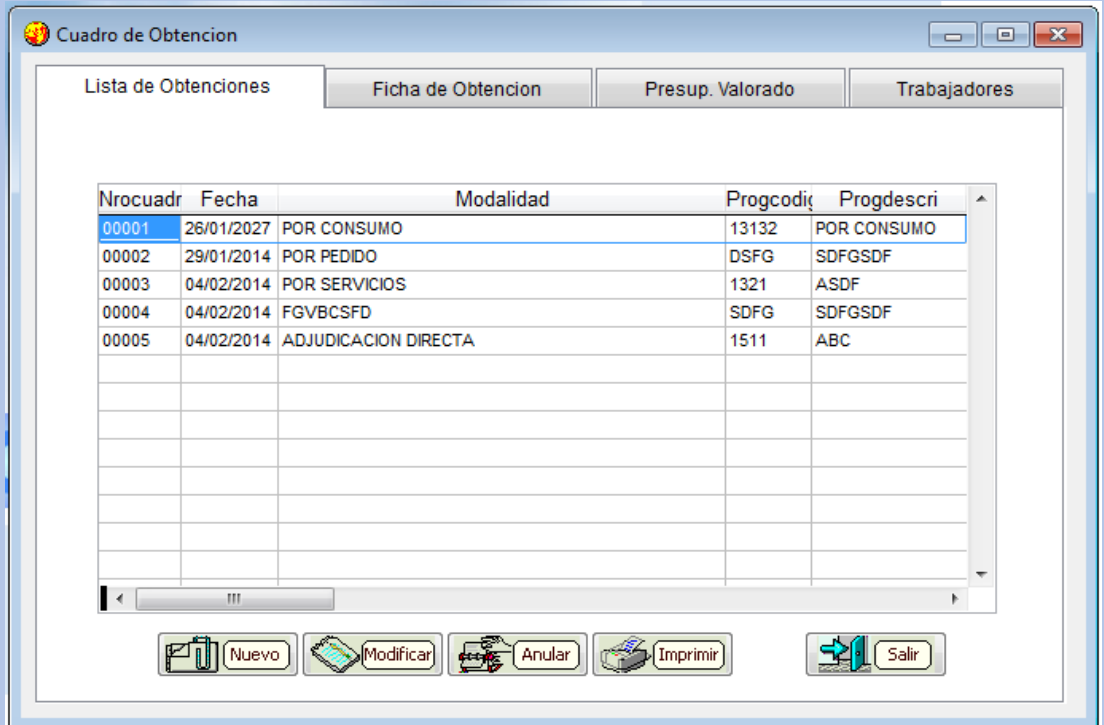 Cuadro de Obtencion
Lista de Obtenciones Ficha de Obtencion Presup. Valorado Trabajadores
Nrocuadr Fecha Modalidad Progcodig Progdescri
00001 26/01/2027 POR CONSUMO 13132 POR CONSUMO
00002 29/01/2014 POR PEDIDO DSFG SDFGSDF
00003 04/02/2014 POR SERVICIOS 1321 ASDF
00004 04/02/2014 FGVBCSFD SDFG SDFGSDF
00005 04/02/2014 ADJUDICACION DIRECTA 1511 ABC
Nuevo Modificar Anular Imprimir Salir